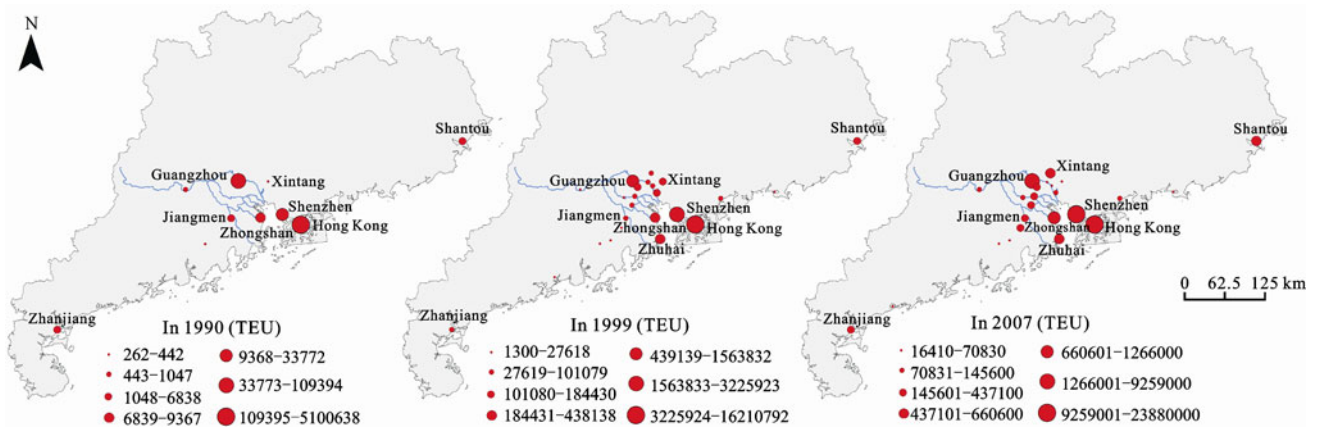 N
Shantou
Guangzhou
Xintang
Jiangmen
Shenzhen
Zhongshan
Hong Kong
Zhanjiang
In 1990 (TEU)
262–442
443–1047
1048–6838
6839–9367
9368–33772
33773–109394
109395–5100638
Shantou
Guangzhou
Xintang
Jiangmen
Shenzhen
Zhongshan
Hong Kong
Zhuhai
Zhanjiang
In 1999 (TEU)
1300–27618
27619–101079
101080–184430
184431–438138
439139–1563832
1563833–3225923
3225924–16210792
Shantou
Xintang
Guangzhou
Jiangmen
Shenzhen
Zhongshan
Hong Kong
Zhuhai
Zhanjiang
0 62.5 125 km
In 2007 (TEU)
16410–70830
70831–145600
145601–437100
437101–660600
660601–1266000
1266001–9259000
9259001–23880000